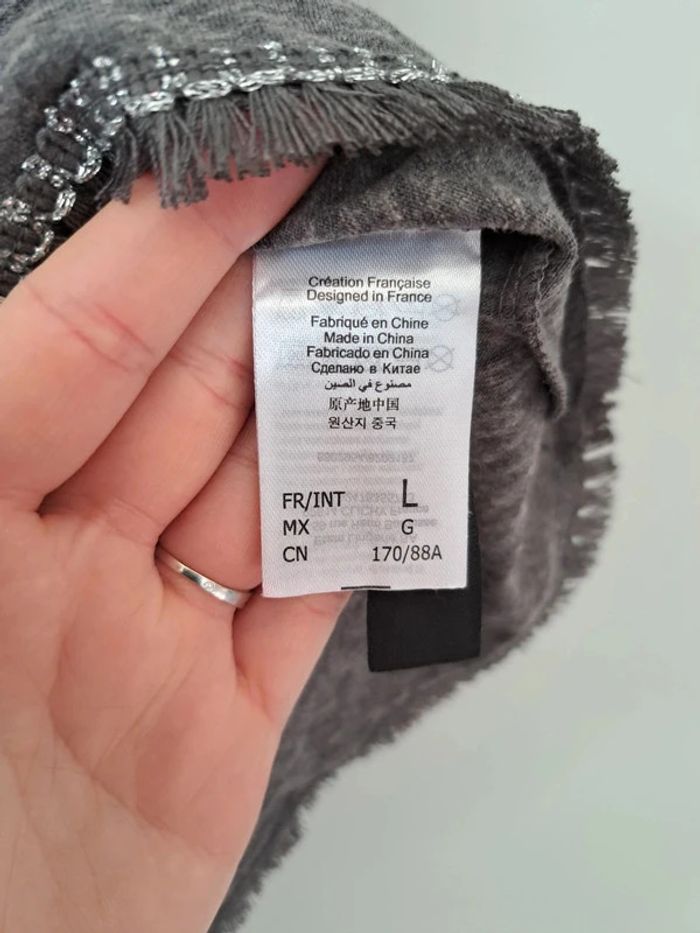 Création Française
Designed in France
Fabriqué en Chine
Made in China
Fabricado en China
Сделано в Китае
مصنوع في الصين
原产地中国
원산지 중국
FR/INT L
MX G
CN 170/88A